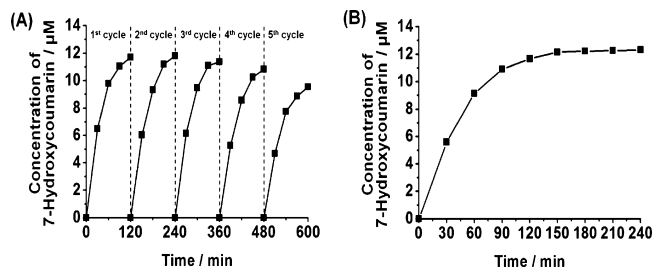 (A)
Concentration of
7-Hydroxycoumarin / μM
14
12
10
8
6
4
2
0
1st cycle 2nd cycle 3rd cycle 4th cycle 5th cycle
0 120 240 360 480 600
Time / min
(B)
Concentration of
7-Hydroxycoumarin / μM
14
12
10
8
6
4
2
0
0 30 60 90 120 150 180 210 240
Time / min